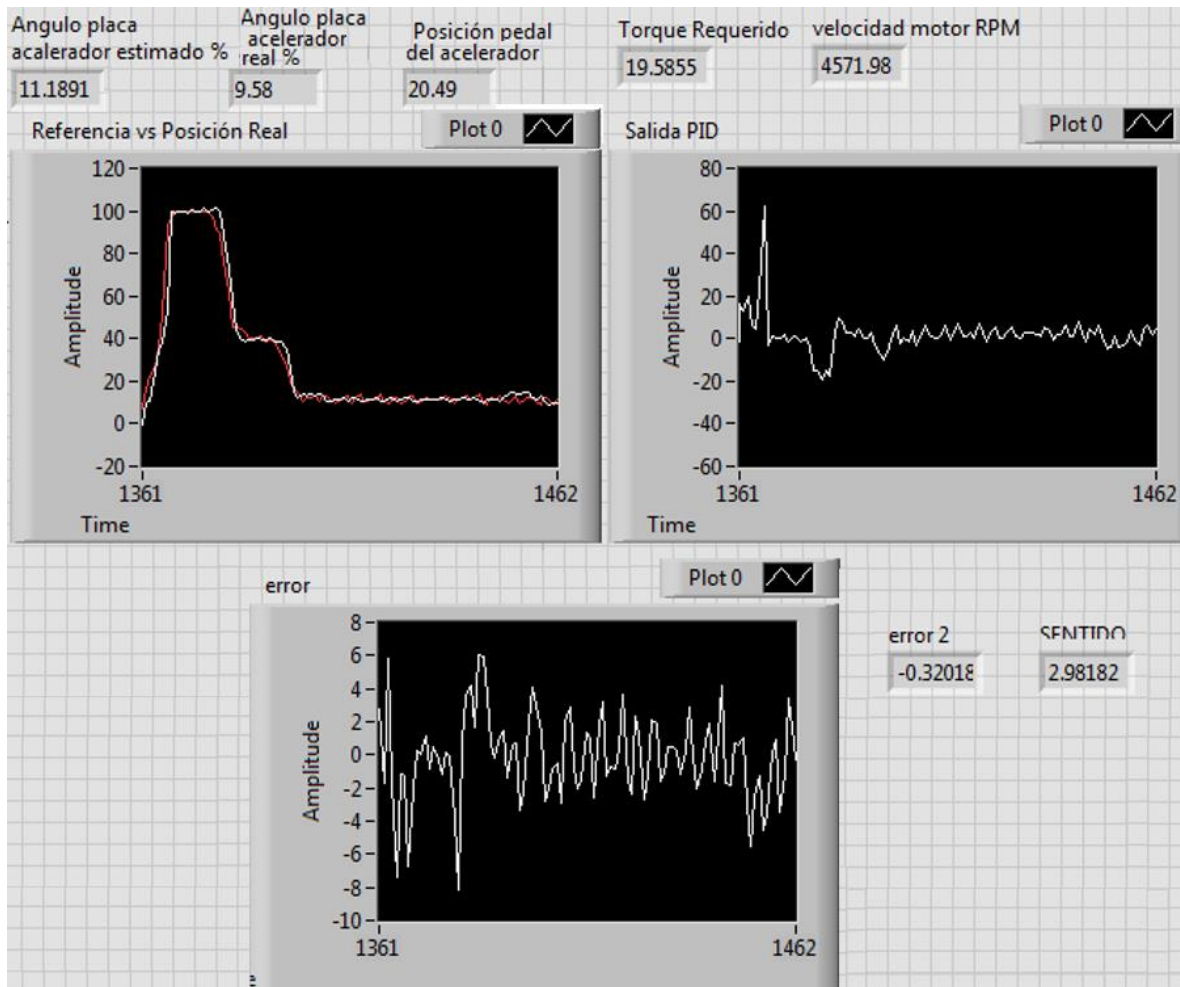 Angulo placa
acalerador estimado %
11.1891
Angulo placa
acelerador
real %
9.58
Posición pedal
del acelerador
20.49
Torque Requerido
19.5855
velocidad motor RPM
4571.98
Referencia vs Posición Real
Plot 0
120
100
80
60
40
20
0
-20
Amplitude
1361
1462
Time
Salida PID
Plot 0
80
60
40
20
0
-20
-40
-60
Amplitude
1361
1462
Time
error
Plot 0
8
6
4
2
0
-2
-4
-6
-8
-10
Amplitude
1361
1462
error 2
-0.32018
SENTIDO
2.98182